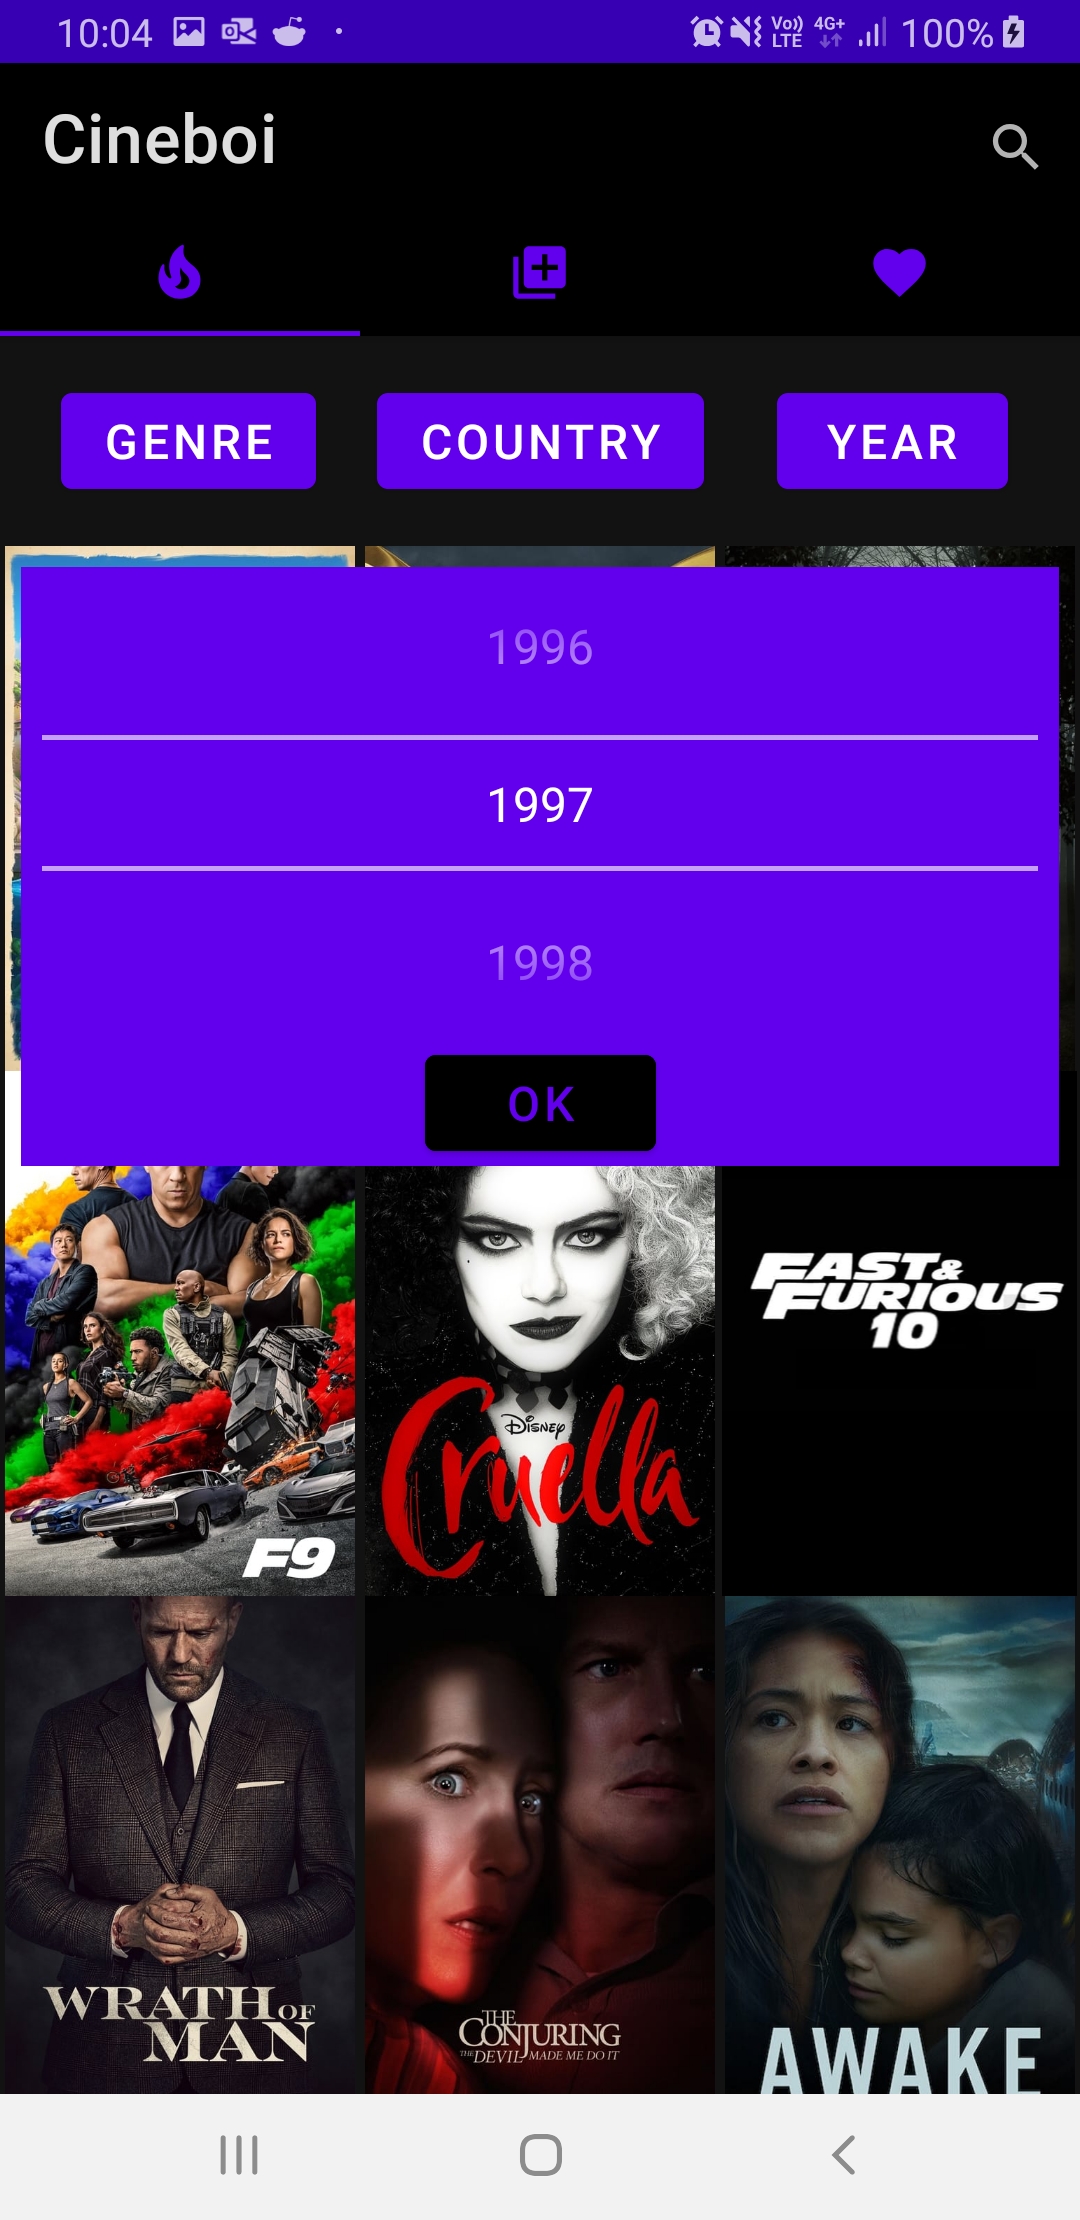 10:04 Vo)) LTE 4G+ 100%
Cineboi
GENRE COUNTRY YEAR
1996
1997
1998
OK
F9
DISNEY
Cruella
FAST &
FURIOUS
10
WRATH OF
MAN
THE
CONJURING
THE DEVIL MADE ME DO IT
AWAKE